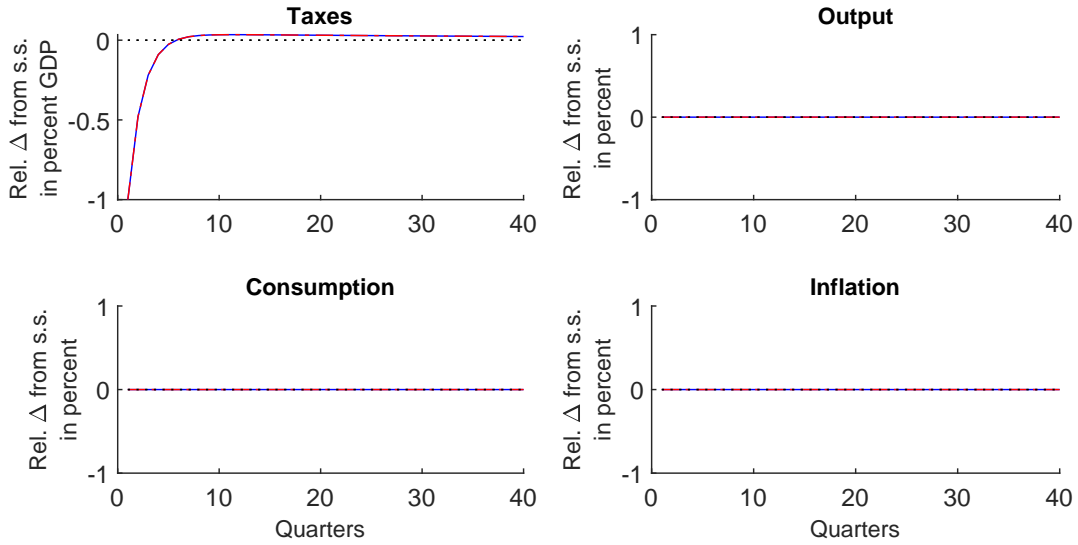 Taxes
Rel. Δ from s.s.
in percent GDP
0
-0.5
-1
0
10
20
30
40
Output
Rel. Δ from s.s.
in percent
1
0
-1
0
10
20
30
40
Consumption
Rel. Δ from s.s.
in percent
1
0
-1
0
10
20
30
40
Quarters
Inflation
Rel. Δ from s.s.
in percent
1
0
-1
0
10
20
30
40
Quarters